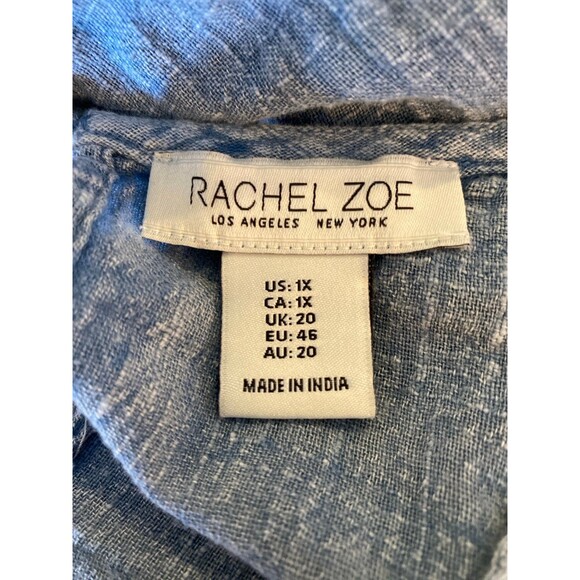 RACHEL ZOE
LOS ANGELES NEW YORK
US: 1X
CA: 1X
UK: 20
EU: 46
AU: 20
MADE IN INDIA